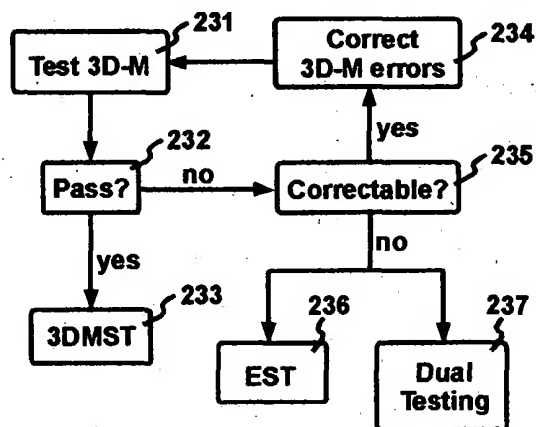 231
Test 3D-M
Correct
3D-M errors
234
232
Pass?
no
yes
Correctable?
235
yes
no
3DMST
233
236
EST
237
Dual
Testing